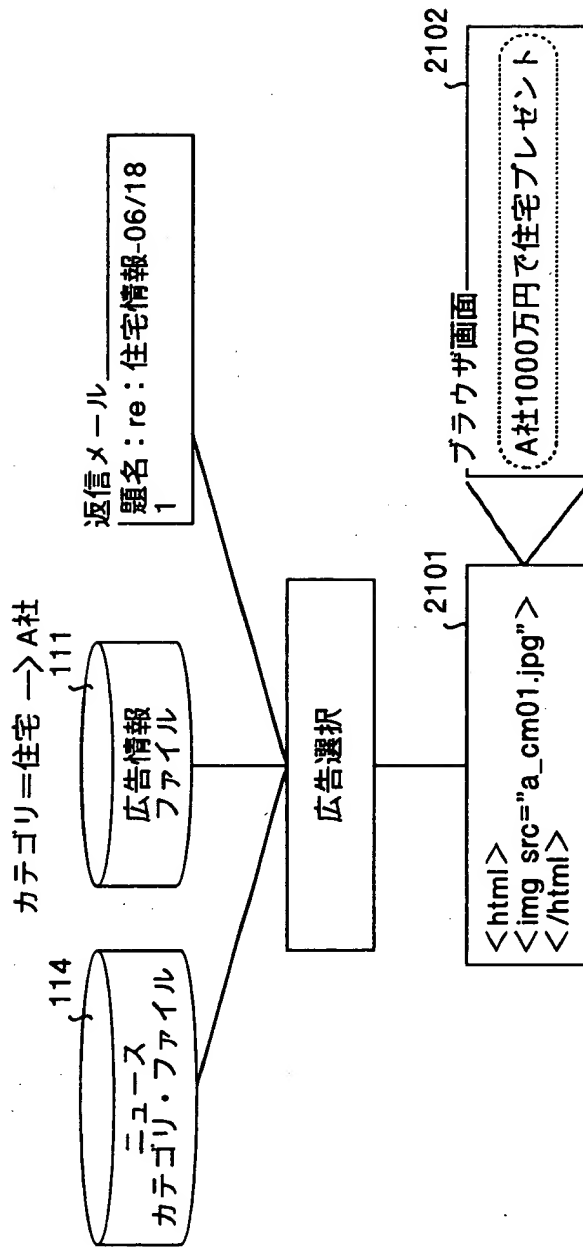 カテゴリ=住宅 —> A社
114
111
ニュース
カテゴリ・ファイル
広告情報
ファイル
返信メール
題名：re：住宅情報-06/18
1
広告選択
2101
<html>
<img src="a_cm01.jpg">
</html>
ブラウザ画面
2102
A社1000万円で住宅プレゼント